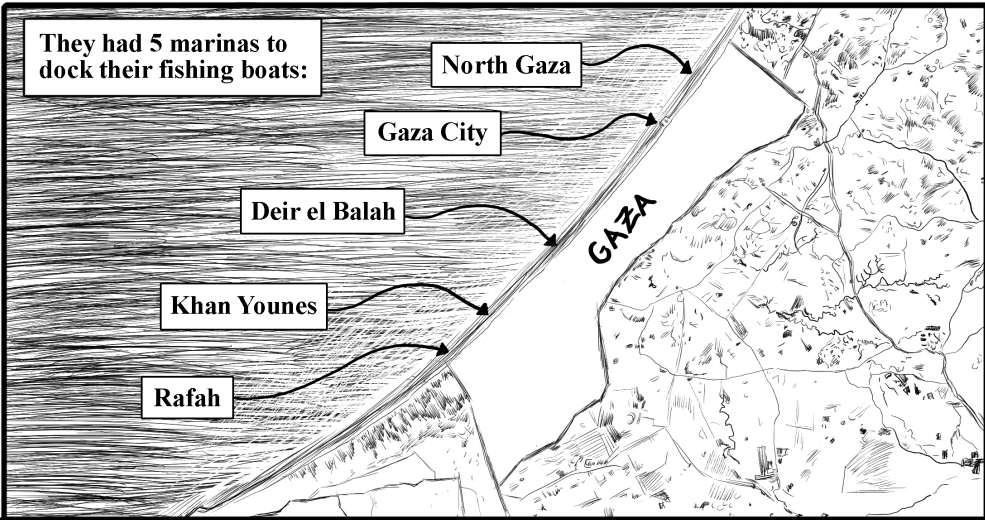 They had 5 marinas to
dock their fishing boats:
North Gaza
Gaza City
Deir el Balah
Khan Younes
Rafah
GAZA